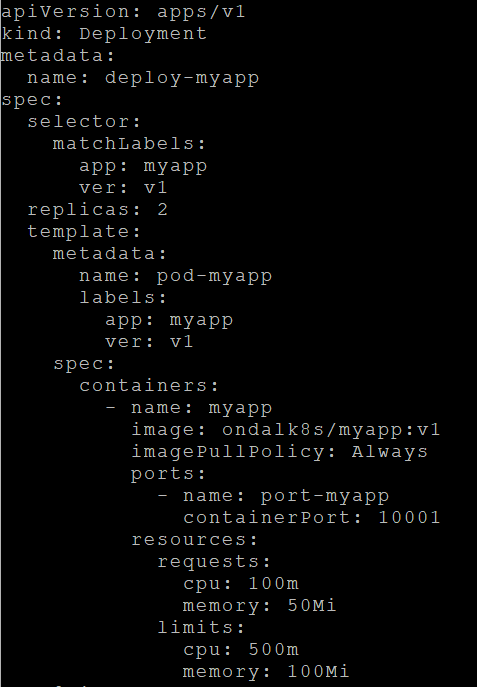 apiVersion: apps/v1
kind: Deployment
metadata:
  name: deploy-myapp
spec:
  selector:
    matchLabels:
      app: myapp
      ver: v1
  replicas: 2
  template:
    metadata:
      name: pod-myapp
      labels:
        app: myapp
        ver: v1
    spec:
      containers:
        - name: myapp
          image: ondalk8s/myapp:v1
          imagePullPolicy: Always
          ports:
            - name: port-myapp
              containerPort: 10001
          resources:
            requests:
              cpu: 100m
              memory: 50Mi
            limits:
              cpu: 500m
              memory: 100Mi